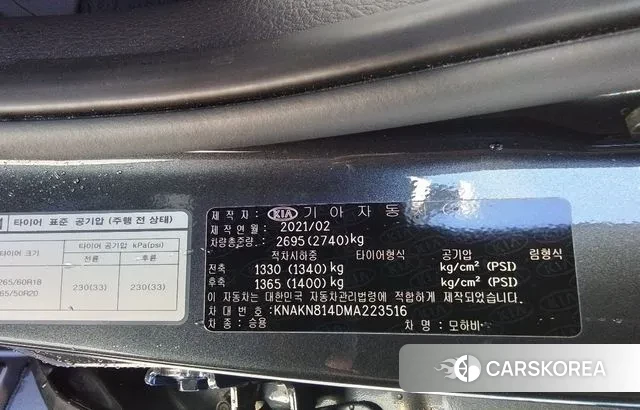 타이어 표준 공기압 (주행 전 상태)
타이어 크기 타이어 공기압 kPa(psi)
전륜 후륜
265/60R18
265/50R20 230(33) 230(33)
제 작 자 : KIA 기아자동
제 작 연 월 : 2021/02
차량총중량 : 2695(2740)kg
적차시하중 타이어형식 공기압 림형식
전축 1330 (1340)kg kg/cm² (PSI)
후축 1365 (1400)kg kg/cm² (PSI)
이 자동차는 대한민국 자동차관리법령에 적합하게 제작되었습니다.
차 대 번 호 : KNAKN814DMA223516
차 종 : 승용 차 명 : 모하비
CARSKOREA